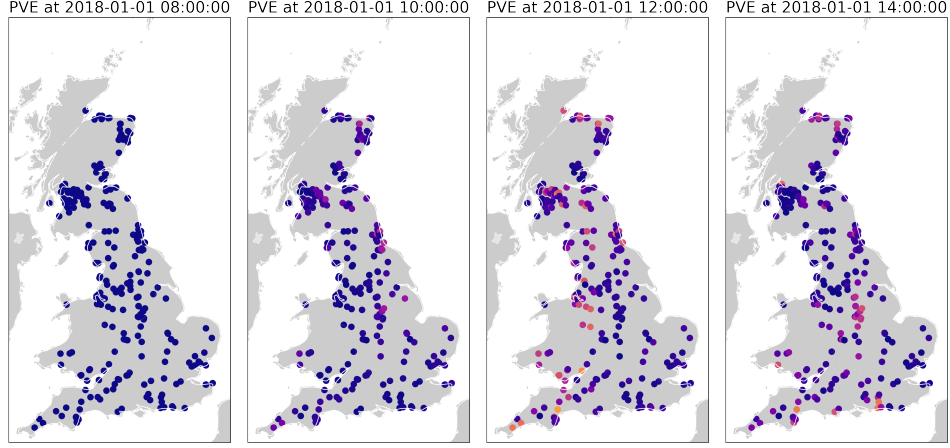 PVE at 2018-01-01 08:00:00
PVE at 2018-01-01 10:00:00
PVE at 2018-01-01 12:00:00
PVE at 2018-01-01 14:00:00